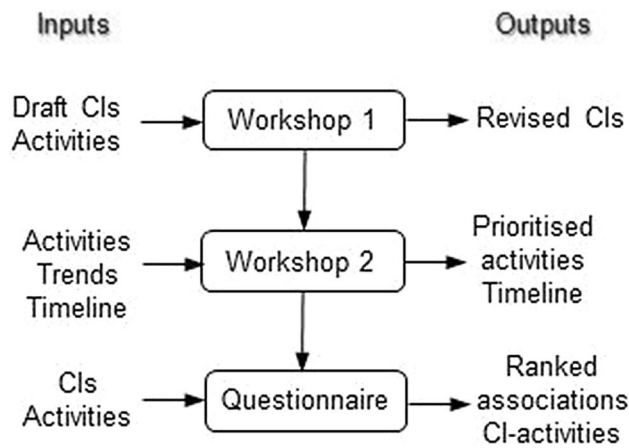 Inputs
Outputs
Draft CIs
Activities
Workshop 1
Revised CIs
Activities
Trends
Timeline
Workshop 2
Prioritised
activities
Timeline
CIs
Activities
Questionnaire
Ranked
associations
CI-activities